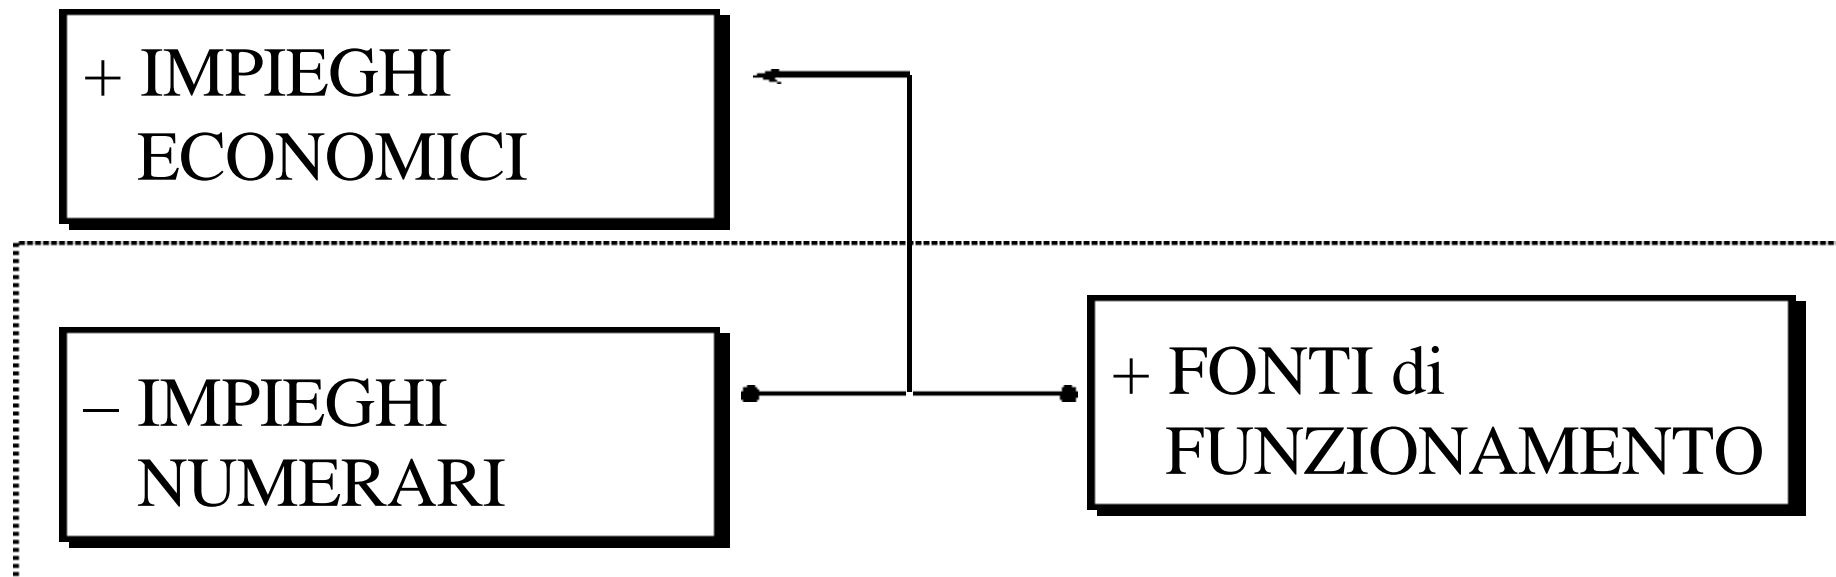 + IMPIEGHI
ECONOMICI
– IMPIEGHI
NUMERARI
+ FONTI di
FUNZIONAMENTO